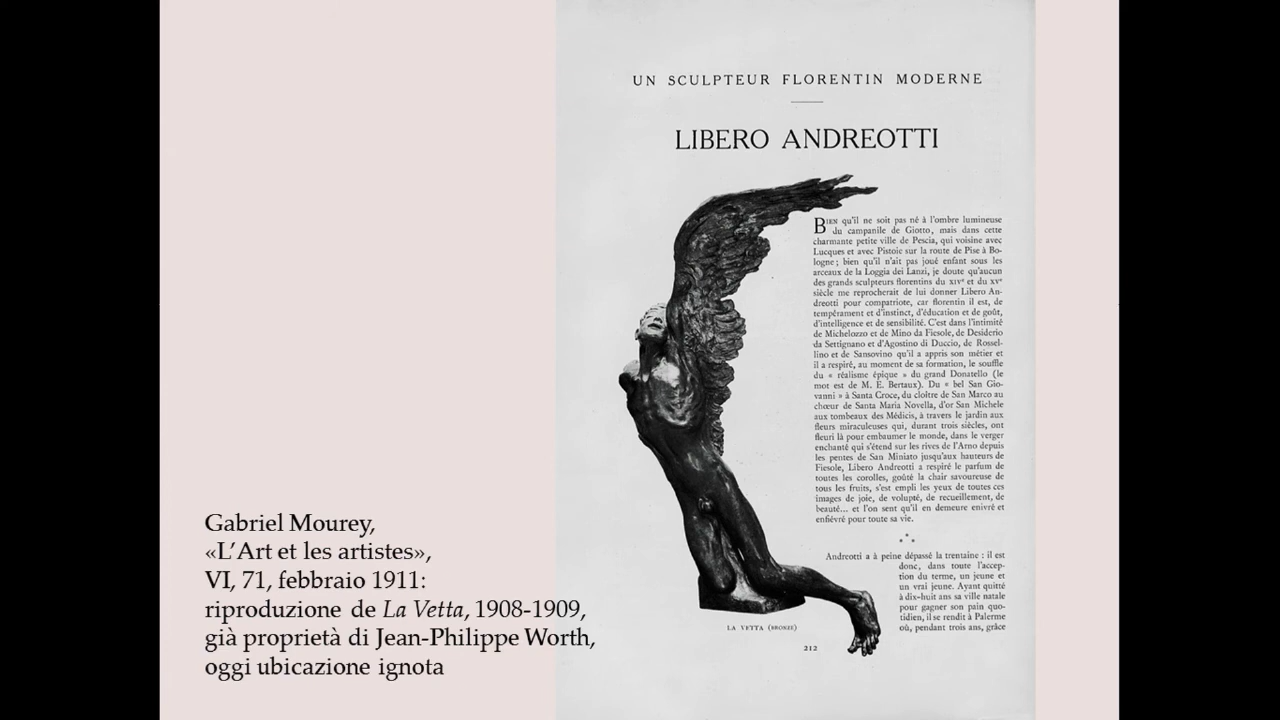 Gabriel Mourey,
«L’Art et les artistes»,
VI, 71, febbraio 1911:
riproduzione de La Vetta, 1908-1909,
già proprietà di Jean-Philippe Worth,
oggi ubicazione ignota
UN SCULPTEUR FLORENTIN MODERNE
LIBERO ANDREOTTI
BIEN qu'il ne soit pas né à l'ombre lumineuse
du campanile de Giotto, mais dans cette
charmante petite ville de Pescia, qui voisine avec
Lucques et avec Pistoie sur la route de Pise à Bo-
logne; bien qu'il n'ait pas joué enfant sous les
arceaux de la Loggia dei Lanzi, je doute qu'aucun
des grands sculpteurs florentins du XIVe et du XVe
siècle me reprocherait de lui donner Libero An-
dreotti pour compatriote, car florentin il est, de
tempérament et d'instinct, d'éducation et de goût,
d'intelligence et de sensibilité. C'est dans l'intimité
de Michelozzo et de Mino da Fiesole, de Desiderio
da Settignano et d'Agostino di Duccio, de Rossel-
lino et de Sansovino qu'il a appris son métier et
il a respiré, au moment de sa formation, le souffle
du « réalisme épique » du grand Donatello (le
mot est de M. E. Bertaux). Du « bel San Gio-
vanni » à Santa Croce, du cloître de San Marco au
chœur de Santa Maria Novella, d'or San Michele
aux tombeaux des Médicis, à travers le jardin aux
fleurs miraculeuses qui, durant trois siècles, ont
fleuri là pour embaumer le monde, dans le verger
enchanté qui s'étend sur les rives de l'Arno depuis
les pentes de San Miniato jusqu'aux hauteurs de
Fiesole, Libero Andreotti a respiré le parfum de
toutes les corolles, goûté la chair savoureuse de
tous les fruits, s'est empli les yeux de toutes ces
images de joie, de volupté, de recueillement, de
beauté... et l'on sent qu'il en demeure enivré et
enfiévré pour toute sa vie.
Andreotti a à peine dépassé la trentaine : il est
donc, dans toute l'accep-
tion du terme, un jeune et
un vrai jeune. Ayant quitté
à dix-huit ans sa ville natale
pour gagner son pain quo-
tidien, il se rendit à Palerme
où, pendant trois ans, grâce
LA VETTA (BRONZE)
212